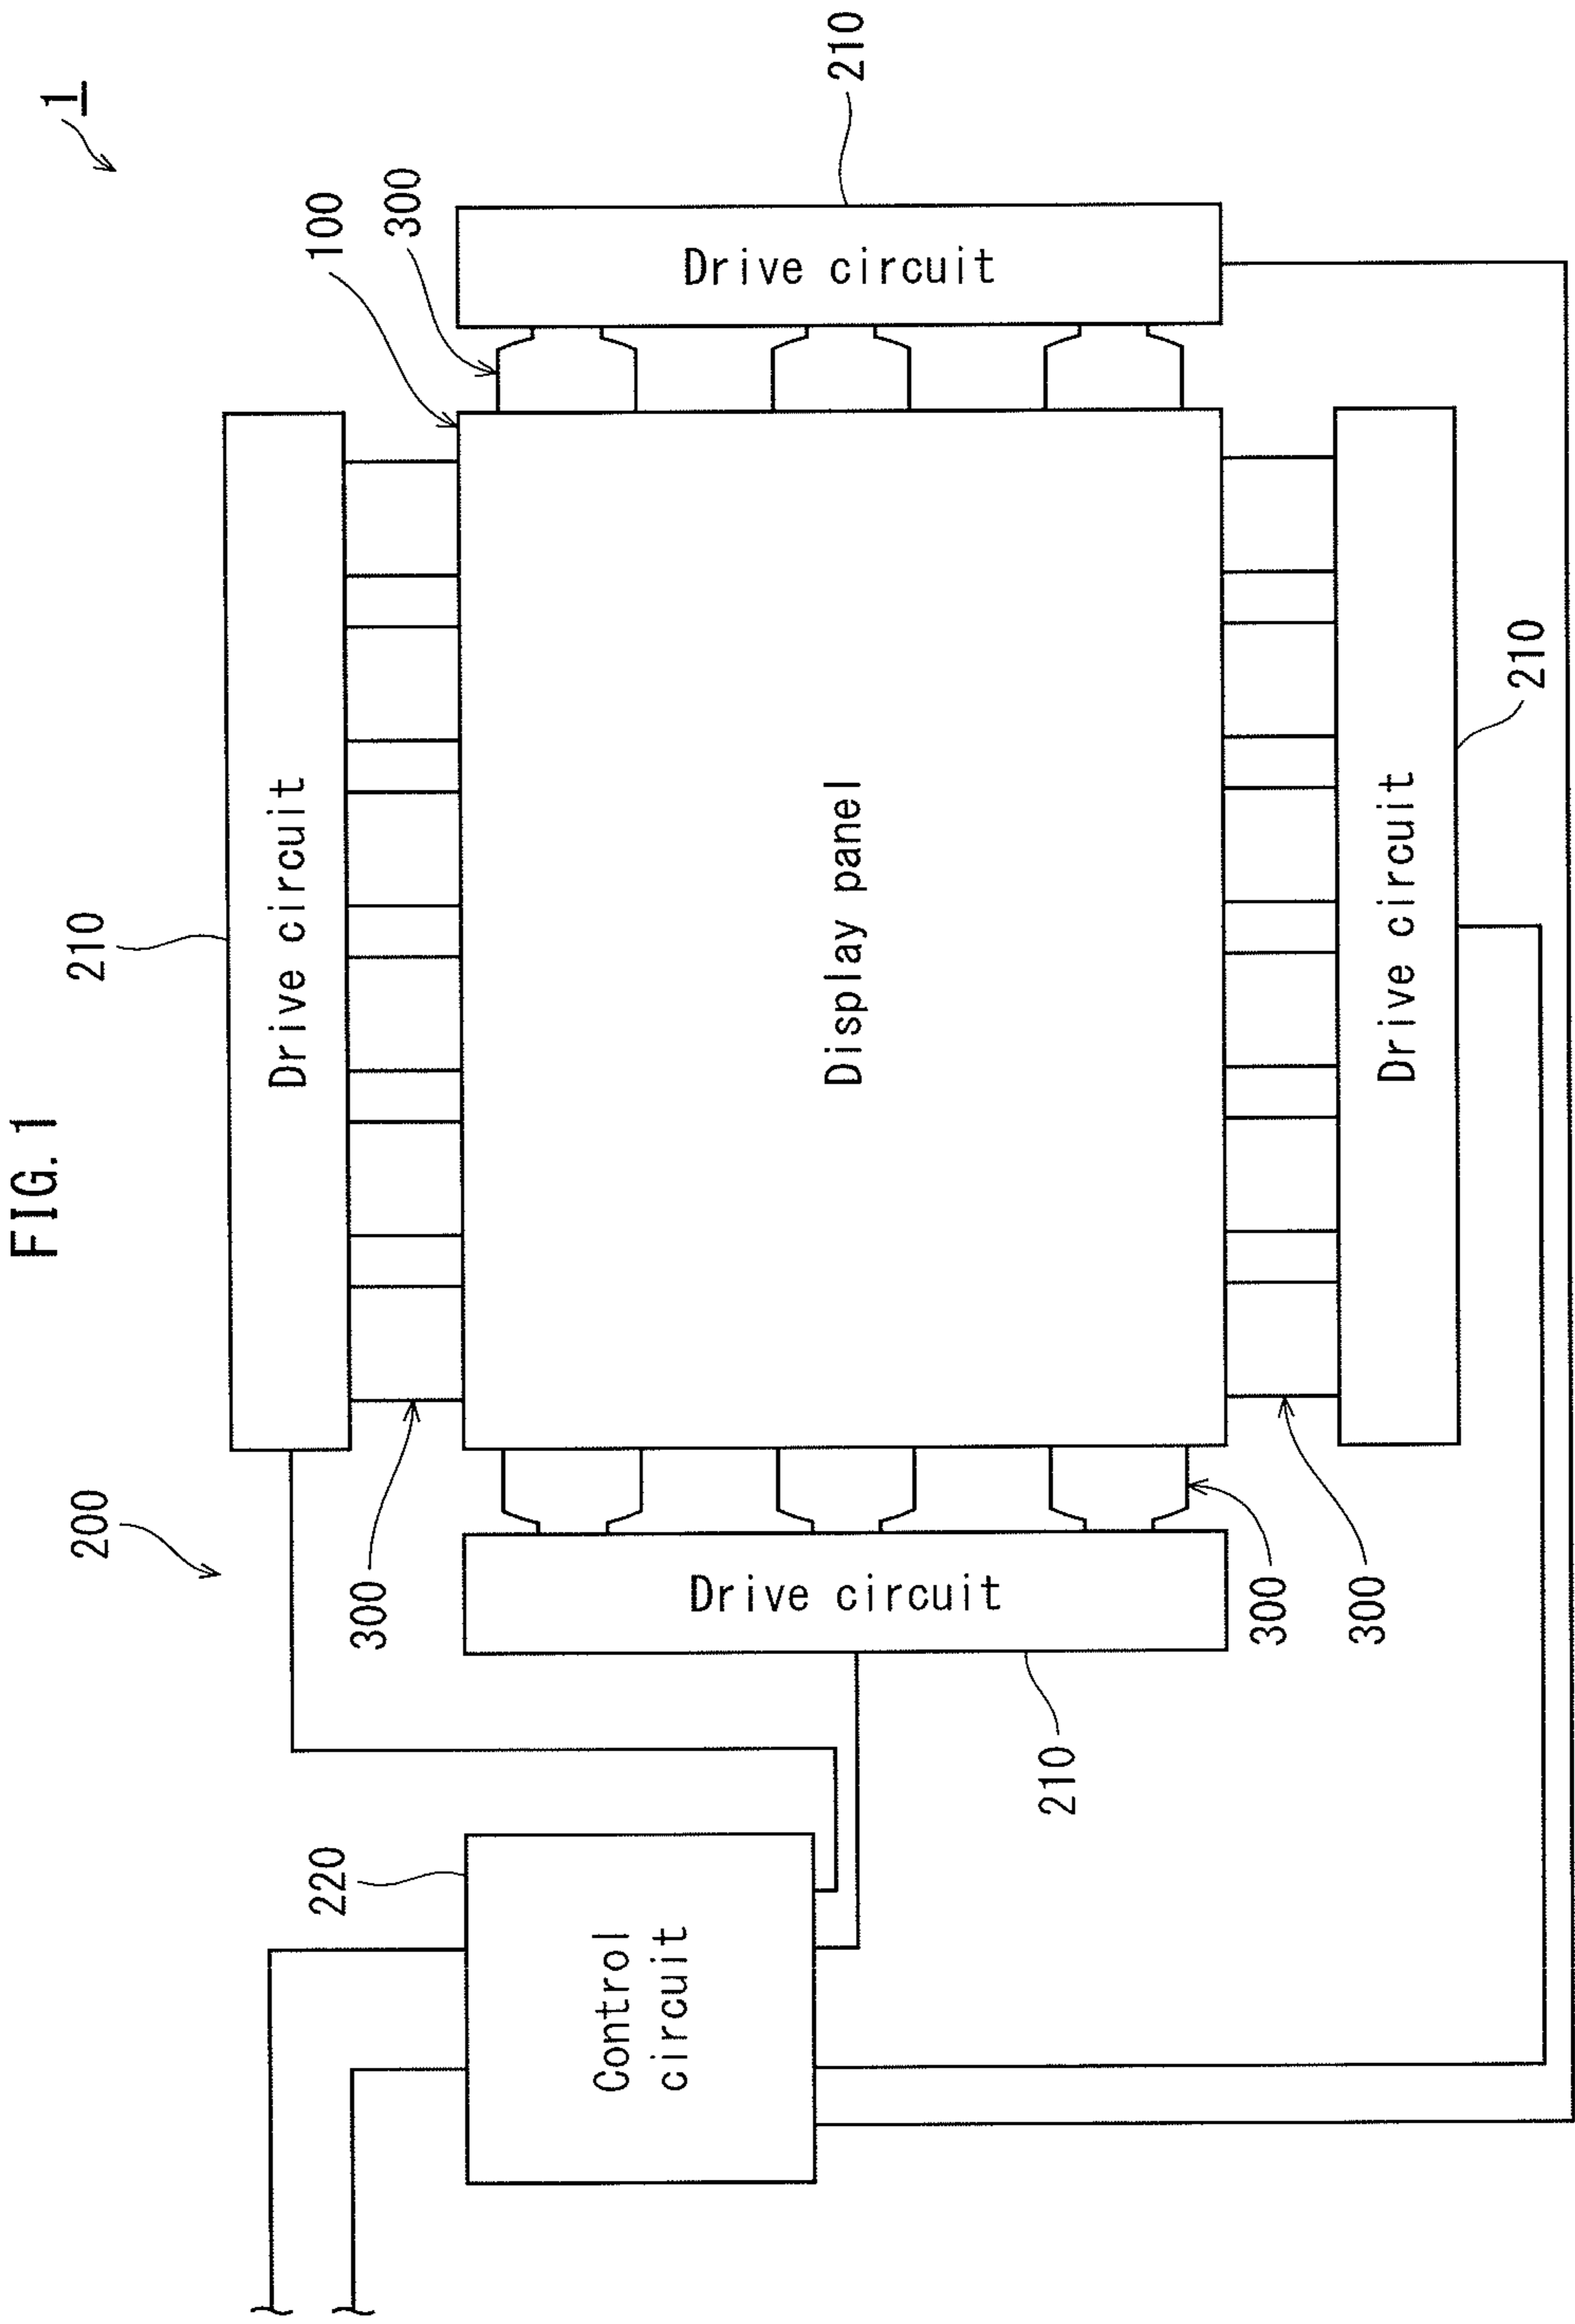 FIG. 1
1
200
210
100
300
220
300
Drive circuit
Control
circuit
Drive circuit
Display panel
Drive circuit
210
210
300
300
Drive circuit
210